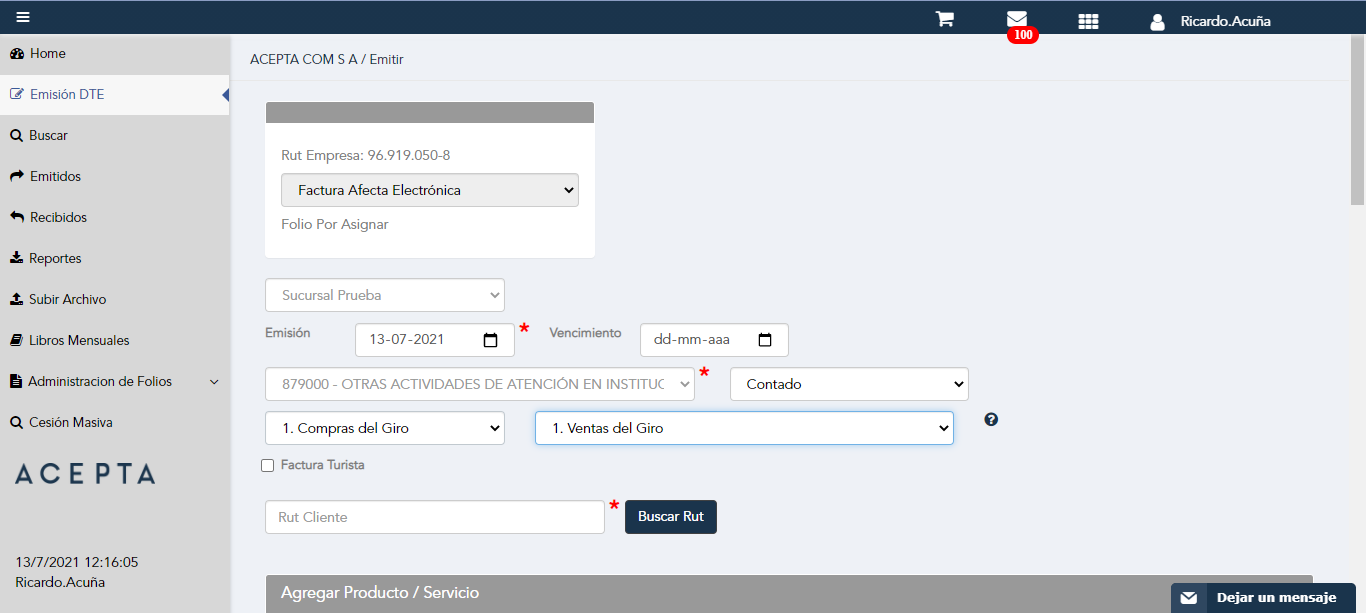 100
Ricardo.Acuña
Home
Emisión DTE
Buscar
Emitidos
Recibidos
Reportes
Subir Archivo
Libros Mensuales
Administracion de Folios
Cesión Masiva
ACEPTA
13/7/2021 12:16:05
Ricardo.Acuña
ACEPTA COM S A / Emitir
Rut Empresa: 96.919.050-8
Factura Afecta Electrónica
Folio Por Asignar
Sucursal Prueba
Emisión 13-07-2021 * Vencimiento dd-mm-aaa
879000 - OTRAS ACTIVIDADES DE ATENCIÓN EN INSTITUC * Contado
1. Compras del Giro 1. Ventas del Giro ?
Factura Turista
Rut Cliente * Buscar Rut
Agregar Producto / Servicio
Dejar un mensaje